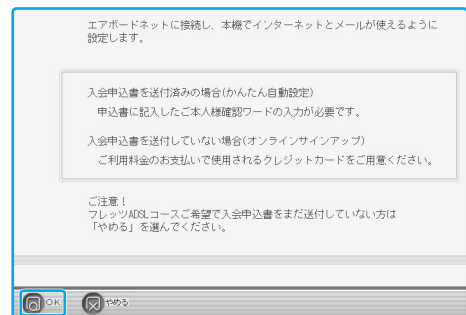 エアボードネットに接続し、本機でインターネットとメールが使えるように
設定します。
入会申込書を送付済みの場合(かんたん自動設定)
申込書に記入したご本人様確認ワードの入力が必要です。
入会申込書を送付していない場合(オンラインサインアップ)
ご利用料金のお支払いで使用されるクレジットカードをご用意ください。
ご注意!
フレッツADSLコースご希望で入会申込書をまだ送付していない方は
「やめる」を選んでください。
OK やめる